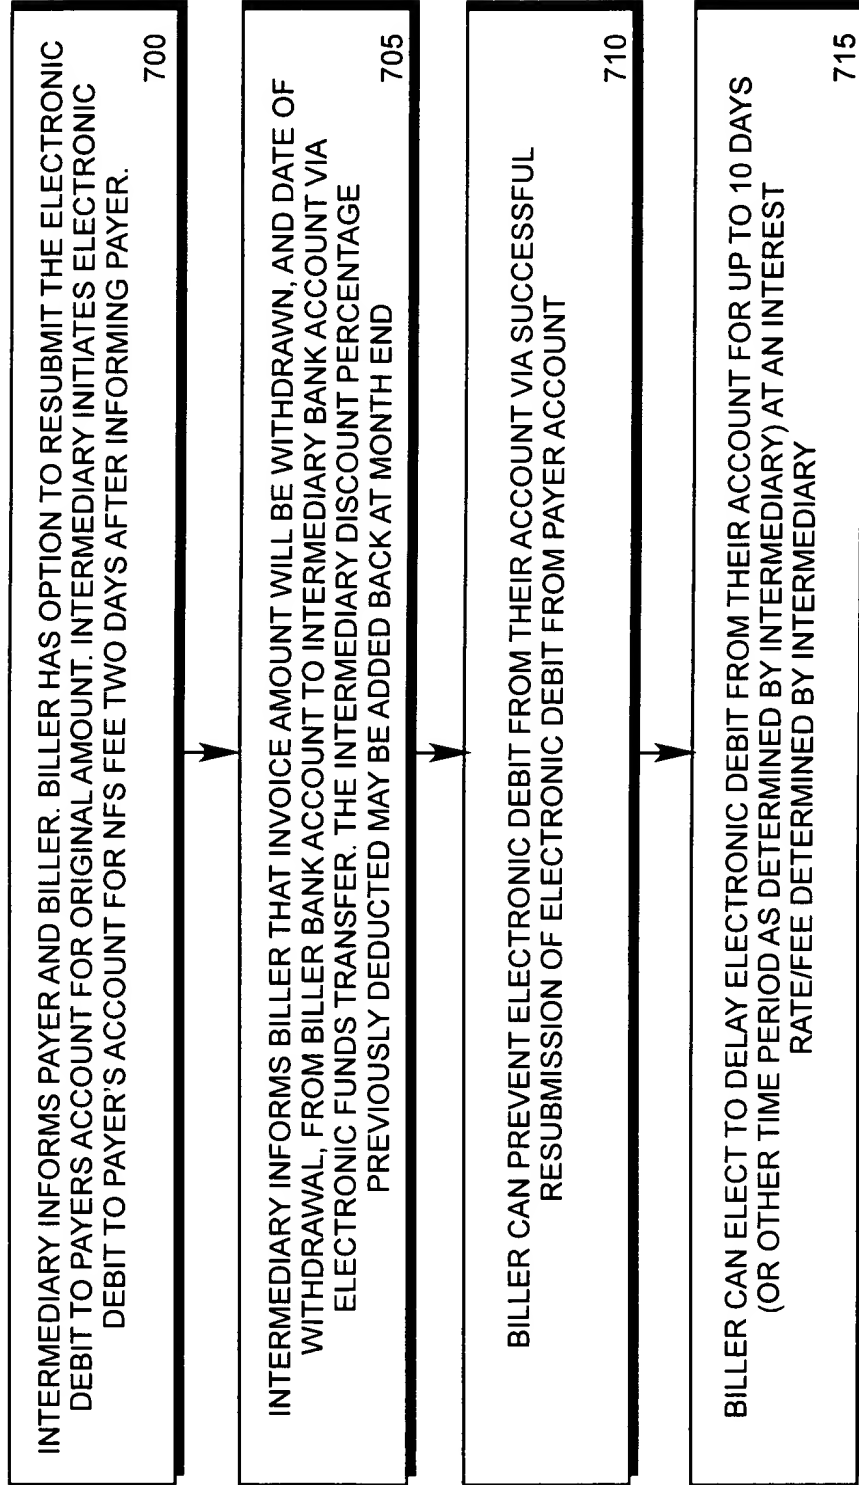 INTERMEDIARY INFORMS PAYER AND BILLER. BILLER HAS OPTION TO RESUBMIT THE ELECTRONIC
DEBIT TO PAYERS ACCOUNT FOR ORIGINAL AMOUNT. INTERMEDIARY INITIATES ELECTRONIC
DEBIT TO PAYER'S ACCOUNT FOR NFS FEE TWO DAYS AFTER INFORMING PAYER.
700
INTERMEDIARY INFORMS BILLER THAT INVOICE AMOUNT WILL BE WITHDRAWN, AND DATE OF
WITHDRAWAL, FROM BILLER BANK ACCOUNT TO INTERMEDIARY BANK ACCOUNT VIA
ELECTRONIC FUNDS TRANSFER. THE INTERMEDIARY DISCOUNT PERCENTAGE
PREVIOUSLY DEDUCTED MAY BE ADDED BACK AT MONTH END
705
BILLER CAN PREVENT ELECTRONIC DEBIT FROM THEIR ACCOUNT VIA SUCCESSFUL
RESUBMISSION OF ELECTRONIC DEBIT FROM PAYER ACCOUNT
710
BILLER CAN ELECT TO DELAY ELECTRONIC DEBIT FROM THEIR ACCOUNT FOR UP TO 10 DAYS
(OR OTHER TIME PERIOD AS DETERMINED BY INTERMEDIARY) AT AN INTEREST
RATE/FEE DETERMINED BY INTERMEDIARY
715